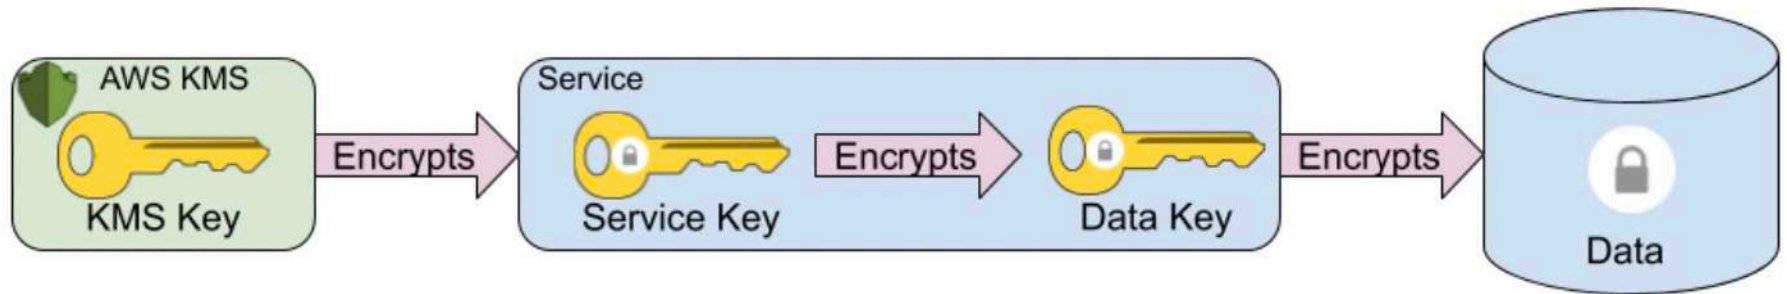 AWS KMS
KMS Key
Encrypts
Service
Service Key
Encrypts
Data Key
Encrypts
Data